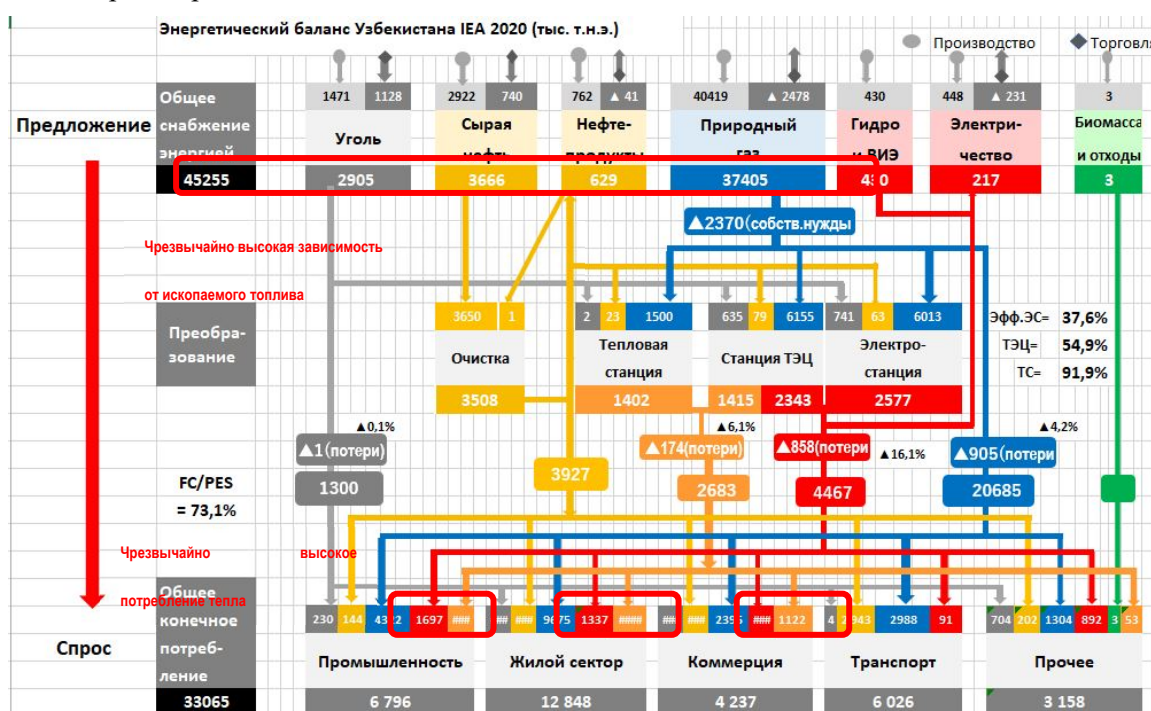 Энергетический баланс Узбекистана IEA 2020 (тыс. т.н.э.)
Производство
Торговля
Общее
снабжение
энергией
1471 1128 2922 740 762 ▲ 41 40419 ▲ 2478 430 448 ▲ 231 3
Предложение
Уголь
Сырая
нефть
Нефте-
продукты
Природный
газ
Гидро
и ВИЭ
Электри-
чество
Биомасса
и отходы
45255 2905 3666 629 37405 430 217 3
▲2370(собств.нужды
Чрезвычайно высокая зависимость
от ископаемого топлива
Преобра-
зование
3650 1 2 23 1500 635 79 6155 741 63 6013
Очистка
Тепловая
станция
Станция ТЭЦ
Электро-
станция
3508 1402 1415 2343 2577
Эфф.ЭС= 37,6%
ТЭЦ= 54,9%
ТС= 91,9%
▲0,1% ▲6,1% ▲4,2%
▲1(потери) ▲174(потери) ▲858(потери ▲16,1% ▲905(потери
FC/PES
= 73,1%
1300 3927 2683 4467 20685
Чрезвычайно высокое
потребление тепла
Общее
конечное
потреб-
ление
Спрос
230 144 4322 1697 ### ## ### 9675 1337 #### ## ### 2395 ### 1122 4 2943 2988 91 704 202 1304 892 3 53
Промышленность
Жилой сектор
Коммерция
Транспорт
Прочее
33065 6 796 12 848 4 237 6 026 3 158